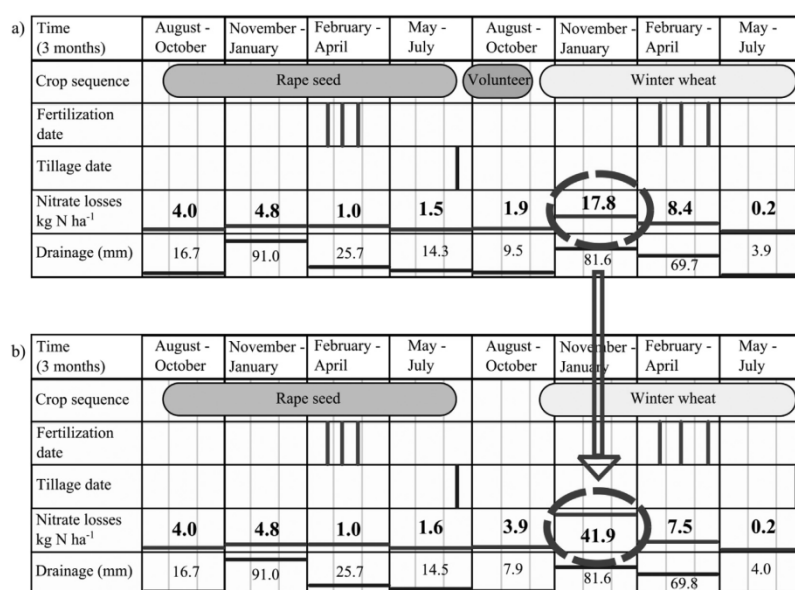 a)
Time
(3 months)
August -
October
November -
January
February -
April
May -
July
August -
October
November -
January
February -
April
May -
July
Crop sequence
Rape seed
Volunteer
Winter wheat
Fertilization
date
Tillage date
Nitrate losses
kg N ha⁻¹
4.0
4.8
1.0
1.5
1.9
17.8
8.4
0.2
Drainage (mm)
16.7
91.0
25.7
14.3
9.5
81.6
69.7
3.9
b)
Time
(3 months)
August -
October
November -
January
February -
April
May -
July
August -
October
November -
January
February -
April
May -
July
Crop sequence
Rape seed
Winter wheat
Fertilization
date
Tillage date
Nitrate losses
kg N ha⁻¹
4.0
4.8
1.0
1.6
3.9
41.9
7.5
0.2
Drainage (mm)
16.7
91.0
25.7
14.5
7.9
81.6
69.8
4.0